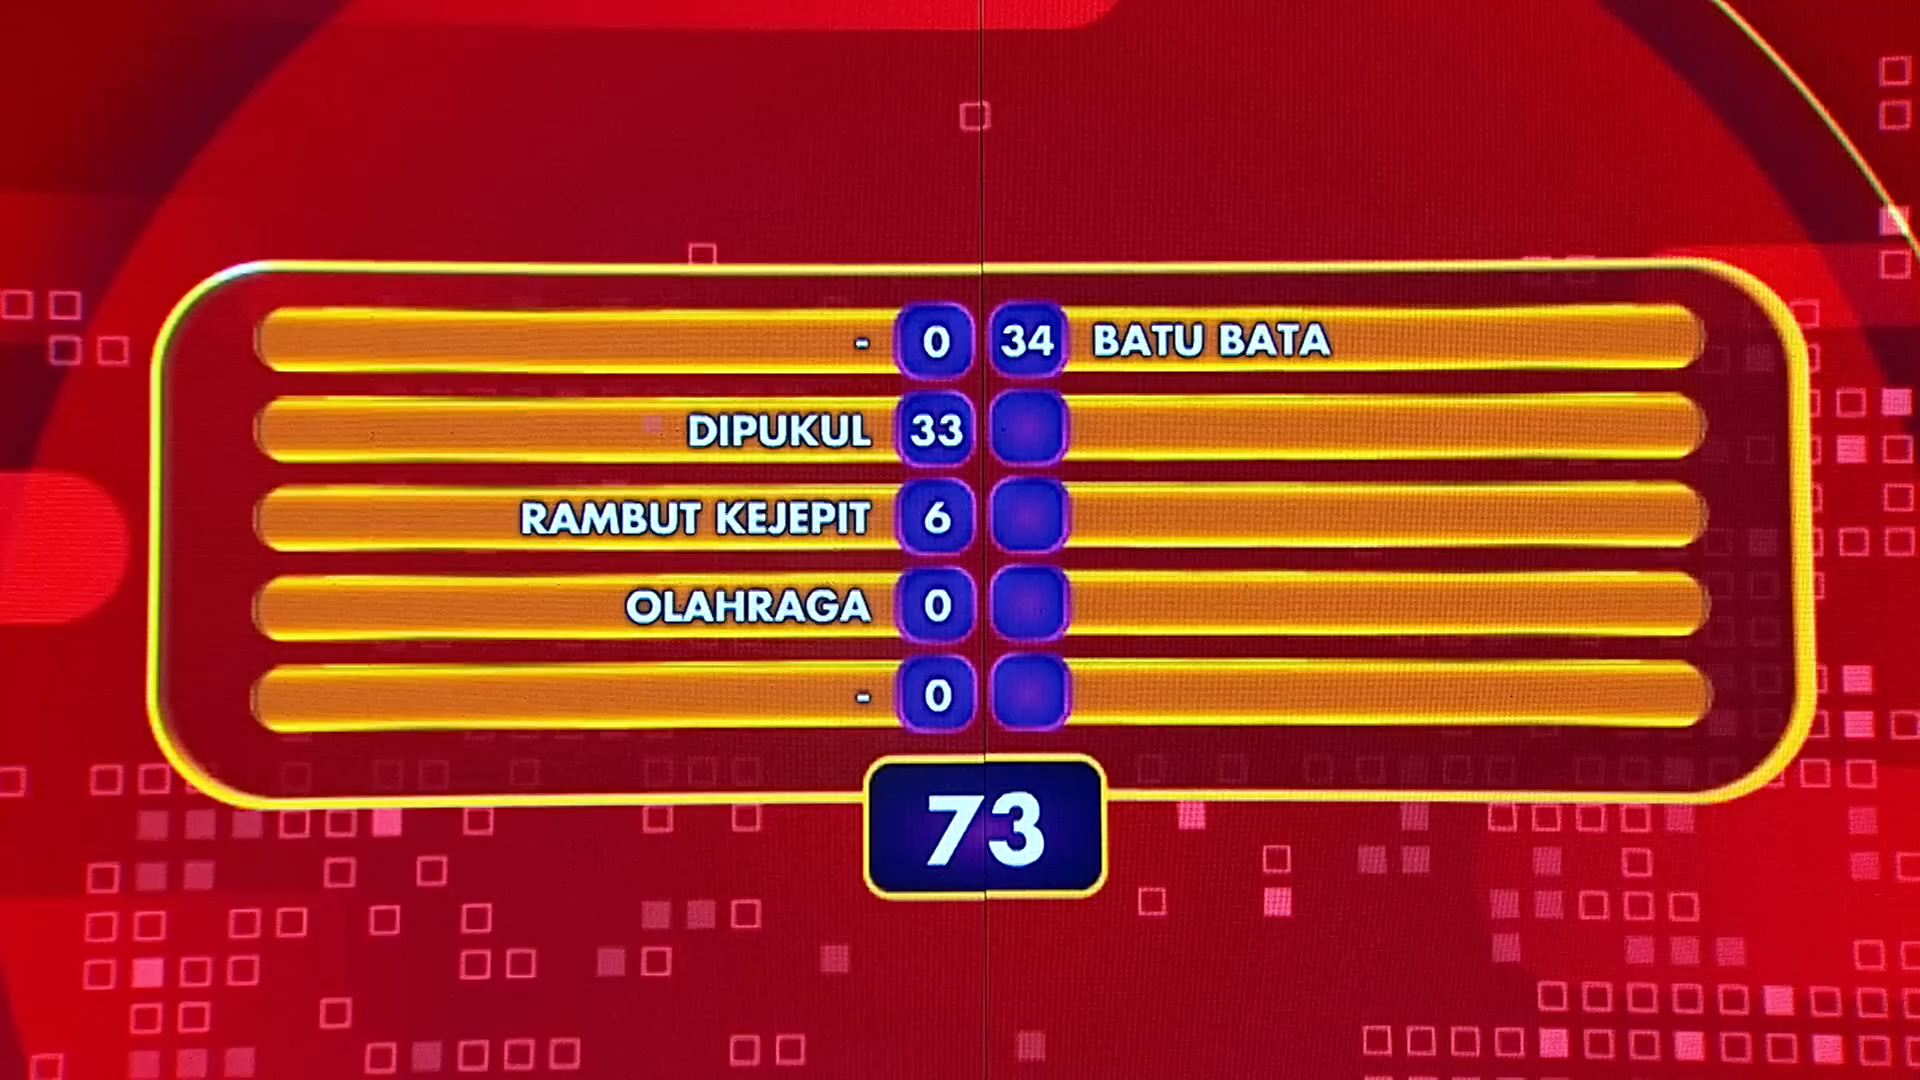 - 0 34 BATU BATA
DIPUKUL 33
RAMBUT KEJEPIT 6
OLAHRAGA 0
- 0
73